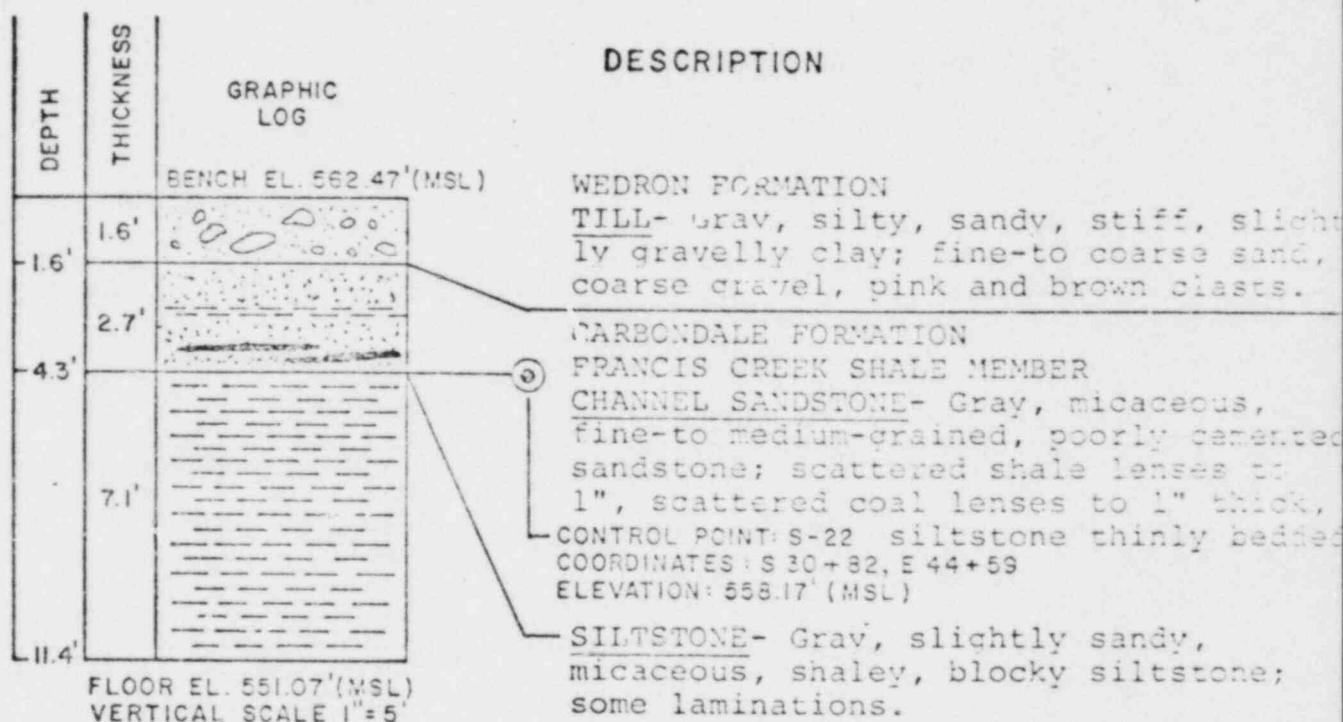 DEPTH
THICKNESS
GRAPHIC
LOG
DESCRIPTION
BENCH EL. 562.47'(MSL)
1.6'
1.6'
2.7'
4.3'
7.1'
11.4'
FLOOR EL. 551.07'(MSL)
VERTICAL SCALE 1"=5'
WEDRON FORMATION
TILL- Gray, silty, sandy, stiff, slight
ly gravelly clay; fine-to coarse sand,
coarse gravel, pink and brown clasts.
CARBONDALE FORMATION
FRANCIS CREEK SHALE MEMBER
CHANNEL SANDSTONE- Gray, micaceous,
fine-to medium-grained, poorly cemented
sandstone; scattered shale lenses to
1", scattered coal lenses to 1" thick,
siltstone thinly bedded
CONTROL POINT: S-22
COORDINATES: S 30+82, E 44+59
ELEVATION: 558.17' (MSL)
SILTSTONE- Gray, slightly sandy,
micaceous, shaley, blocky siltstone;
some laminations.